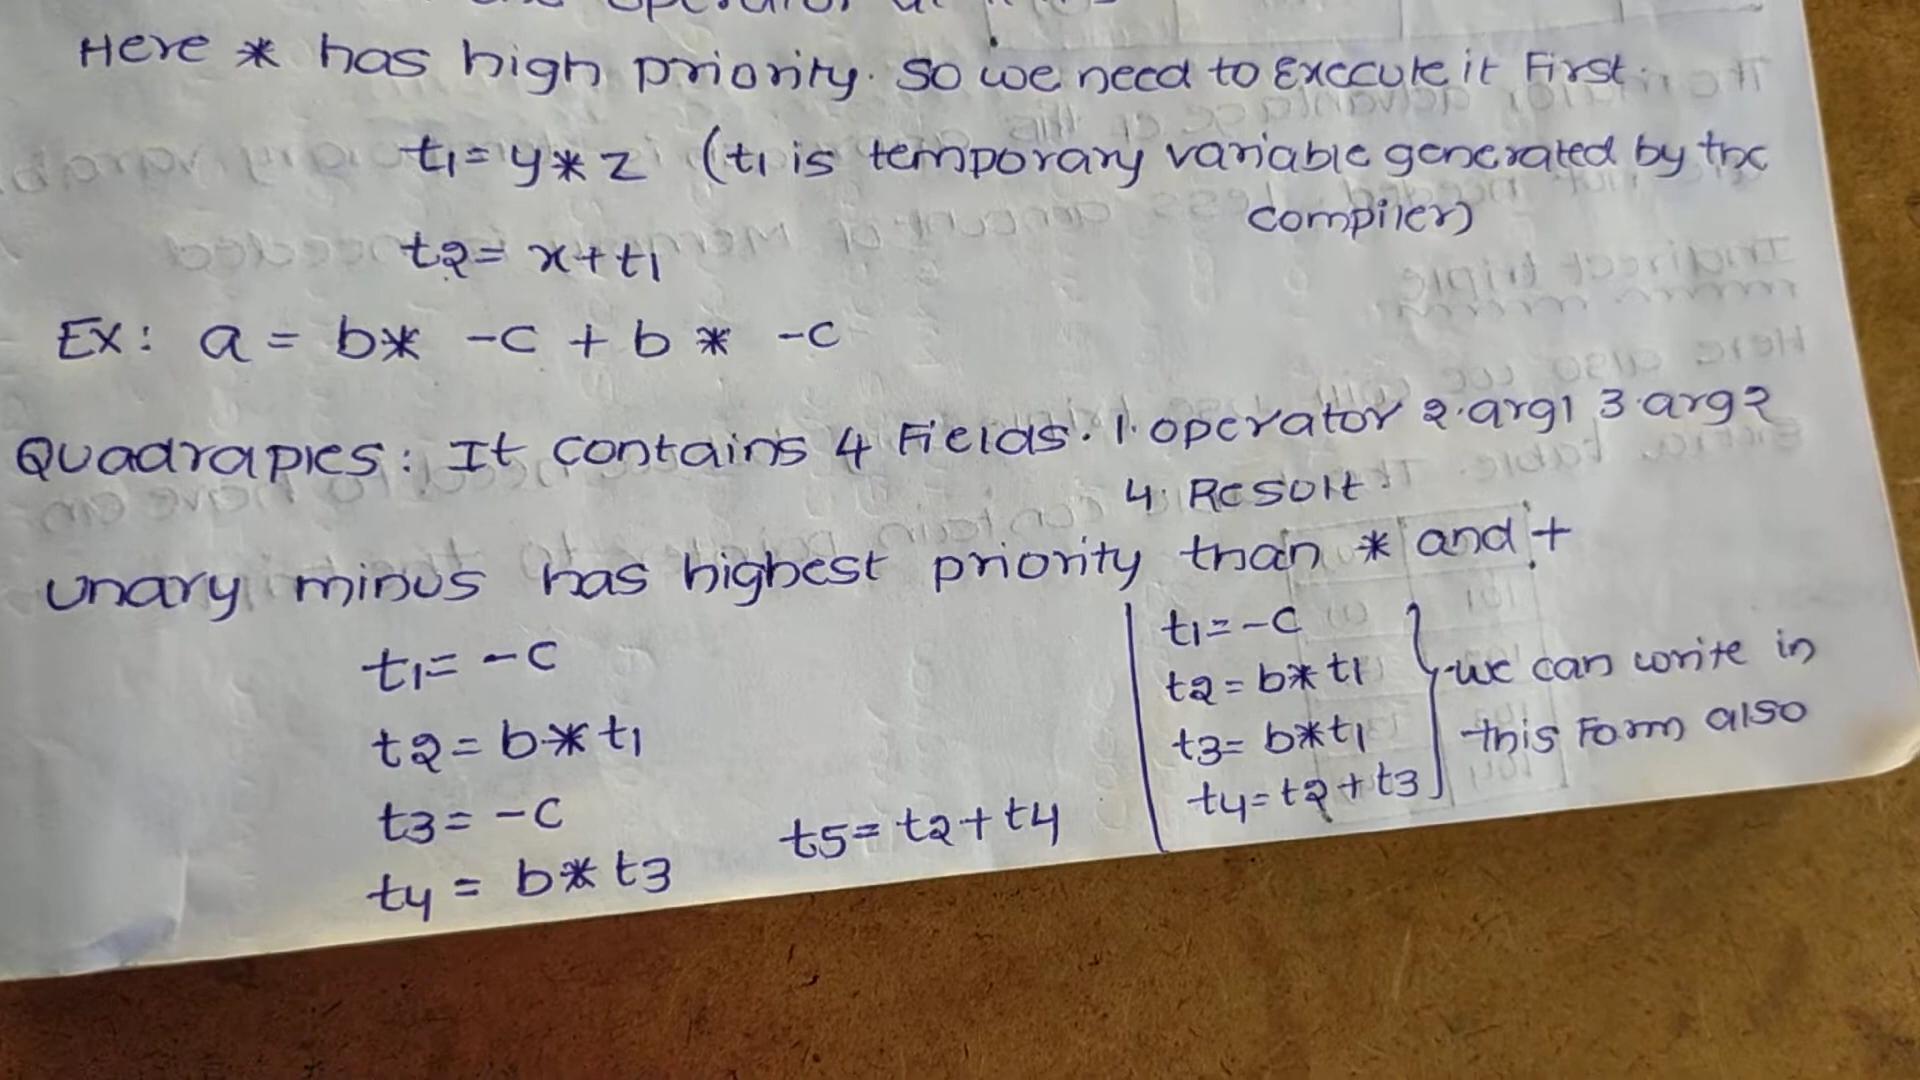 Here * has high priority. So we need to Execute it First.
t1 = y * z (t1 is temporary variable generated by the
compiler)
t2 = x + t1
Ex: a = b * -c + b * -c
Quadraples: It contains 4 Fields. 1. operator 2. arg1 3. arg2
4. Result
unary minus has highest priority than * and +
t1 = -c
t2 = b * t1
t3 = -c
t4 = b * t3
t5 = t2 + t4
t1 = -c
t2 = b * t1
t3 = b * t1
t4 = t2 + t3
we can write in
this Form also